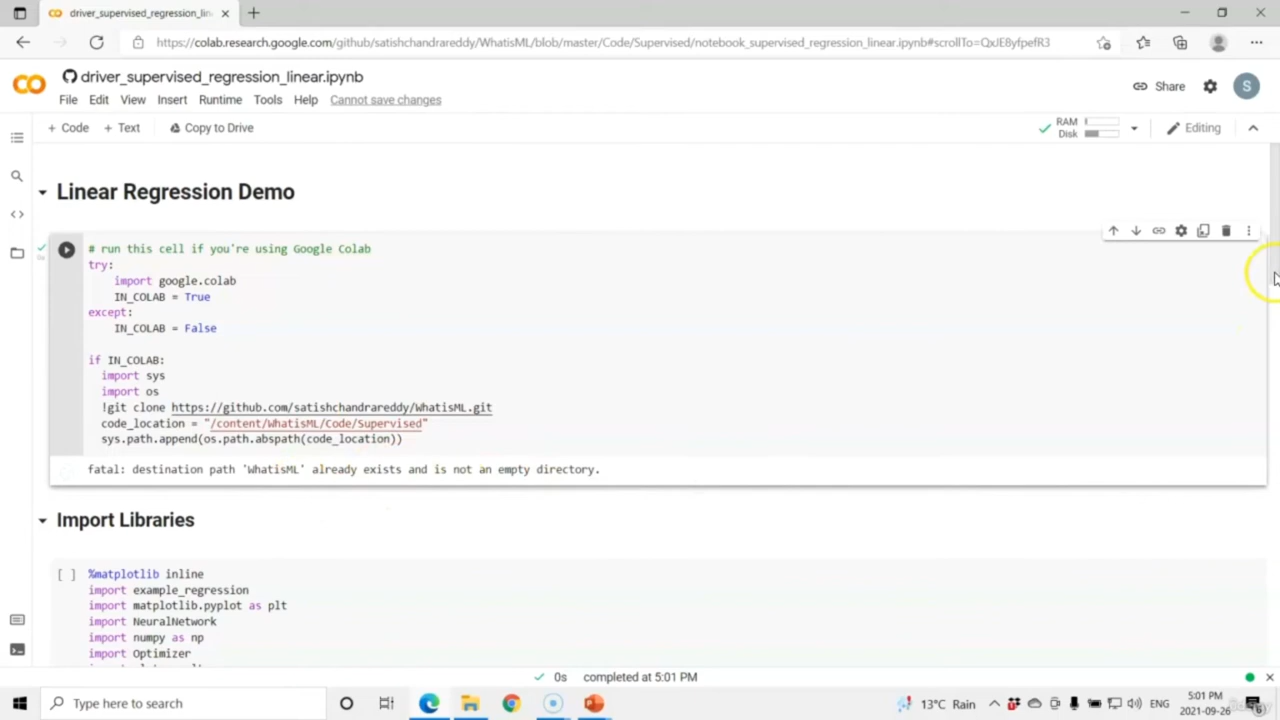 driver_supervised_regression_lin
https://colab.research.google.com/github/satishchandrareddy/WhatisML/blob/master/Code/Supervised/notebook_supervised_regression_linear.ipynb#scrollTo=QxJE8yfpefR3
driver_supervised_regression_linear.ipynb
File Edit View Insert Runtime Tools Help Cannot save changes
Share
S
+ Code + Text Copy to Drive
RAM
Disk
Editing
Linear Regression Demo
# run this cell if you're using Google Colab
try:
import google.colab
IN_COLAB = True
except:
IN_COLAB = False
if IN_COLAB:
import sys
import os
!git clone https://github.com/satishchandrareddy/WhatisML.git
code_location = "/content/WhatisML/Code/Supervised"
sys.path.append(os.path.abspath(code_location))
0s
fatal: destination path 'WhatisML' already exists and is not an empty directory.
Import Libraries
[ ] %matplotlib inline
import example_regression
import matplotlib.pyplot as plt
import NeuralNetwork
import numpy as np
import Optimizer
0s completed at 5:01 PM
Type here to search
13°C Rain
ENG
5:01 PM
2021-09-26